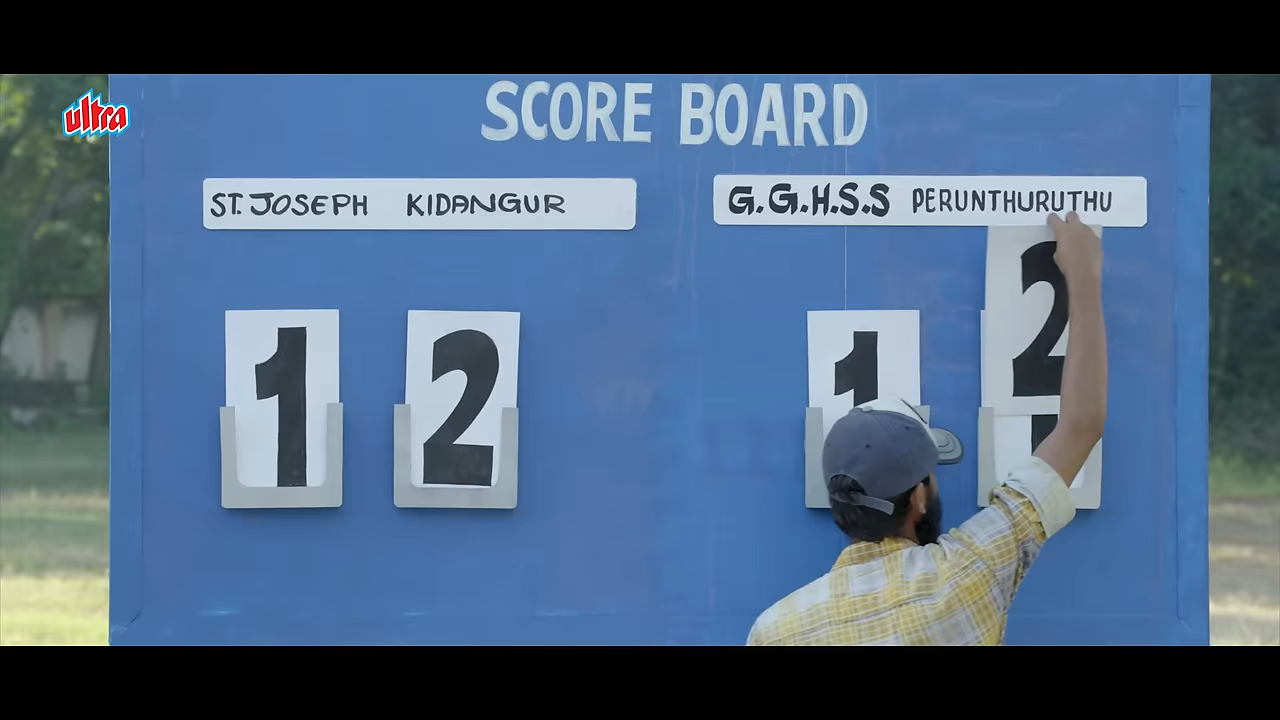 ultra
SCORE BOARD
ST. JOSEPH KIDANGUR
G.G.H.S.S PERUNTHURUTHU
1 2
1 2